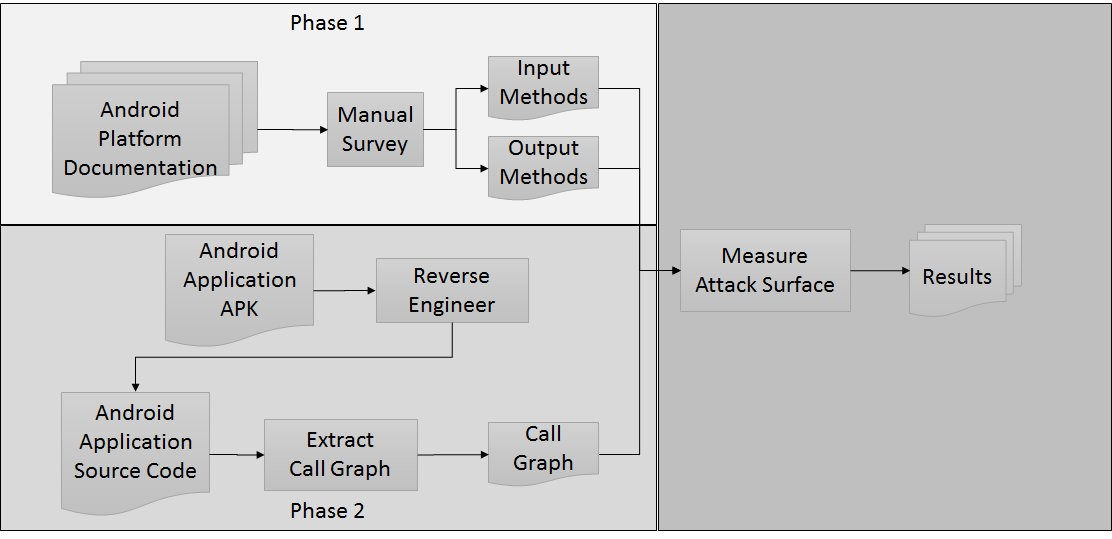 Phase 1
Android
Platform
Documentation
Manual
Survey
Input
Methods
Output
Methods
Android
Application
APK
Reverse
Engineer
Android
Application
Source Code
Extract
Call Graph
Call
Graph
Phase 2
Measure
Attack Surface
Results